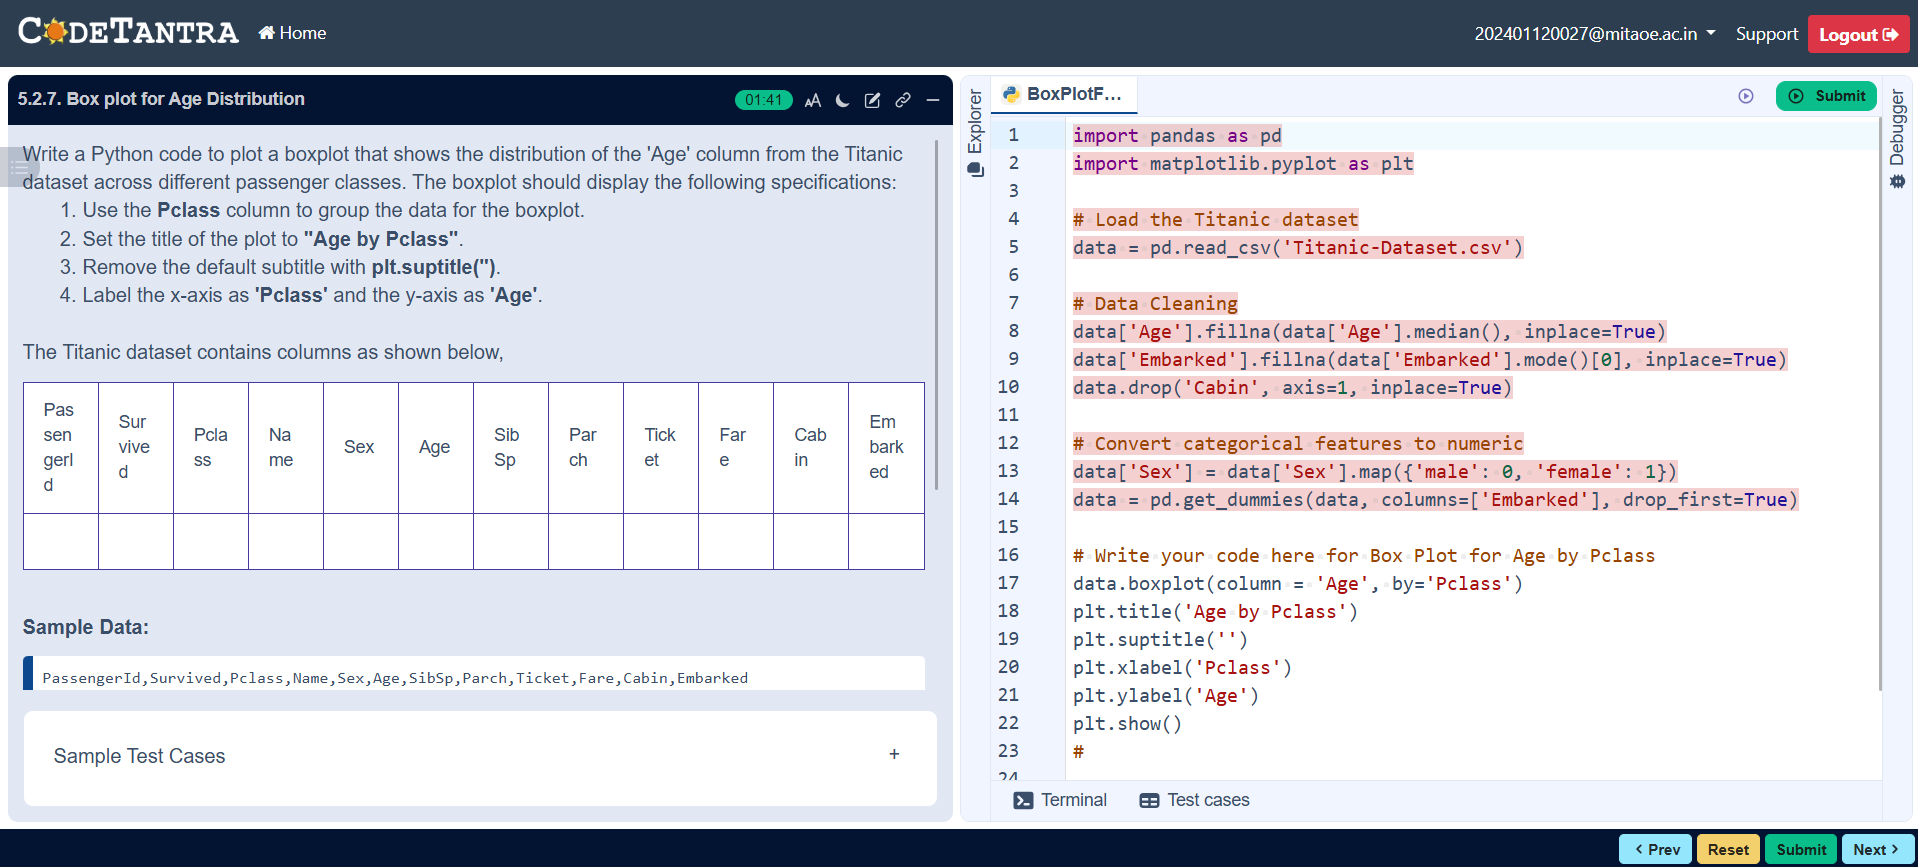 CODETANTRA
Home
202401120027@mitaoe.ac.in
Support
Logout
5.2.7. Box plot for Age Distribution
01:41
AA
Write a Python code to plot a boxplot that shows the distribution of the 'Age' column from the Titanic
dataset across different passenger classes. The boxplot should display the following specifications:
1. Use the Pclass column to group the data for the boxplot.
2. Set the title of the plot to "Age by Pclass".
3. Remove the default subtitle with plt.suptitle('').
4. Label the x-axis as 'Pclass' and the y-axis as 'Age'.
The Titanic dataset contains columns as shown below,
PassengerId Survived Pclass Name Sex Age SibSp Parch Ticket Fare Cabin Embarked
Sample Data:
PassengerId,Survived,Pclass,Name,Sex,Age,SibSp,Parch,Ticket,Fare,Cabin,Embarked
Sample Test Cases
+
Explorer
BoxPlotF...
Submit
Debugger
1 import pandas as pd
2 import matplotlib.pyplot as plt
3
4 # Load the Titanic dataset
5 data = pd.read_csv('Titanic-Dataset.csv')
6
7 # Data Cleaning
8 data['Age'].fillna(data['Age'].median(), inplace=True)
9 data['Embarked'].fillna(data['Embarked'].mode()[0], inplace=True)
10 data.drop('Cabin', axis=1, inplace=True)
11
12 # Convert categorical features to numeric
13 data['Sex'] = data['Sex'].map({'male': 0, 'female': 1})
14 data = pd.get_dummies(data, columns=['Embarked'], drop_first=True)
15
16 # Write your code here for Box Plot for Age by Pclass
17 data.boxplot(column = 'Age', by='Pclass')
18 plt.title('Age by Pclass')
19 plt.suptitle('')
20 plt.xlabel('Pclass')
21 plt.ylabel('Age')
22 plt.show()
23 #
24
Terminal
Test cases
Prev
Reset
Submit
Next